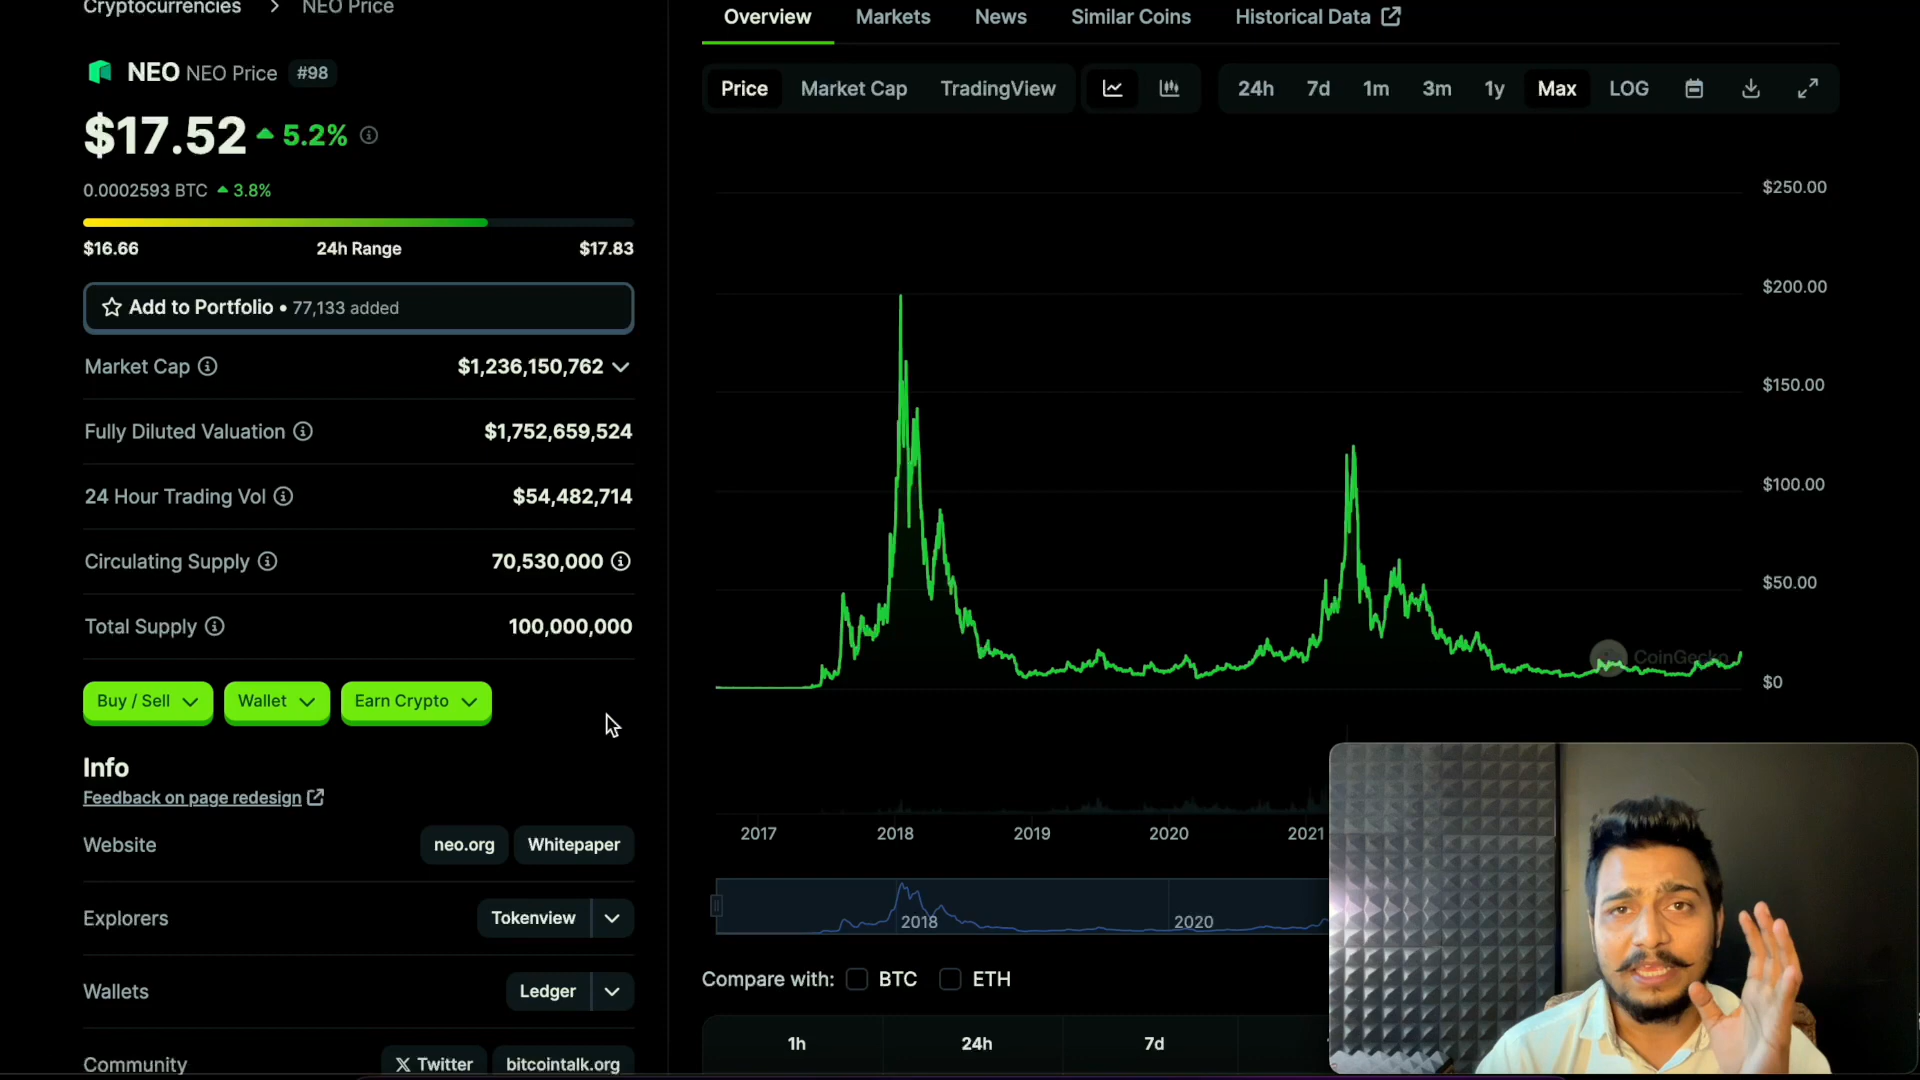 Cryptocurrencies > NEO Price
NEO NEO Price #98
$17.52 5.2%
0.0002593 BTC 3.8%
$16.66 24h Range $17.83
Add to Portfolio • 77,133 added
Market Cap $1,236,150,762
Fully Diluted Valuation $1,752,659,524
24 Hour Trading Vol $54,482,714
Circulating Supply 70,530,000
Total Supply 100,000,000
Buy / Sell Wallet Earn Crypto
Info
Feedback on page redesign
Website neo.org Whitepaper
Explorers Tokenview
Wallets Ledger
Community X Twitter bitcointalk.org
Overview Markets News Similar Coins Historical Data
Price Market Cap TradingView 24h 7d 1m 3m 1y Max LOG
$250.00
$200.00
$150.00
$100.00
$50.00
CoinGecko
$0
2017 2018 2019 2020 2021
2018 2020
Compare with: BTC ETH
1h 24h 7d